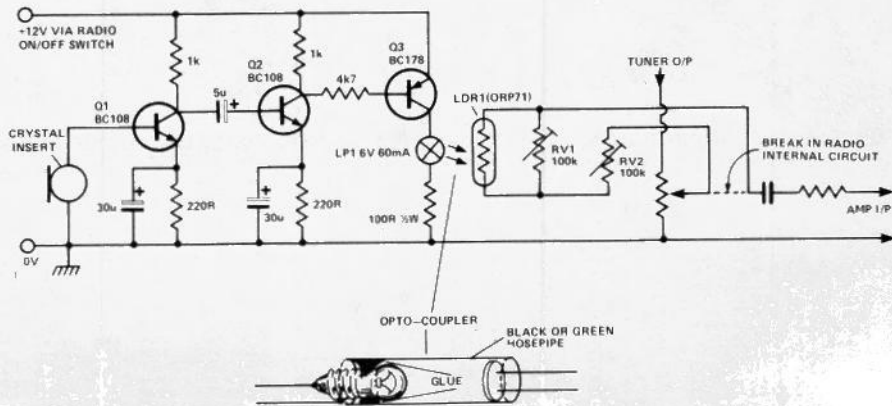 +12V VIA RADIO
ON/OFF SWITCH
1k
Q1
BC108
5u
+
Q2
BC108
1k
4k7
Q3
BC178
CRYSTAL
INSERT
+
30u
220R
+
30u
220R
LP1 6V 60mA
100R ½W
LDR1(ORP71)
RV1
100k
RV2
100k
TUNER O/P
BREAK IN RADIO
INTERNAL CIRCUIT
AMP I/P
0V
OPTO-COUPLER
BLACK OR GREEN
HOSEPIPE
GLUE